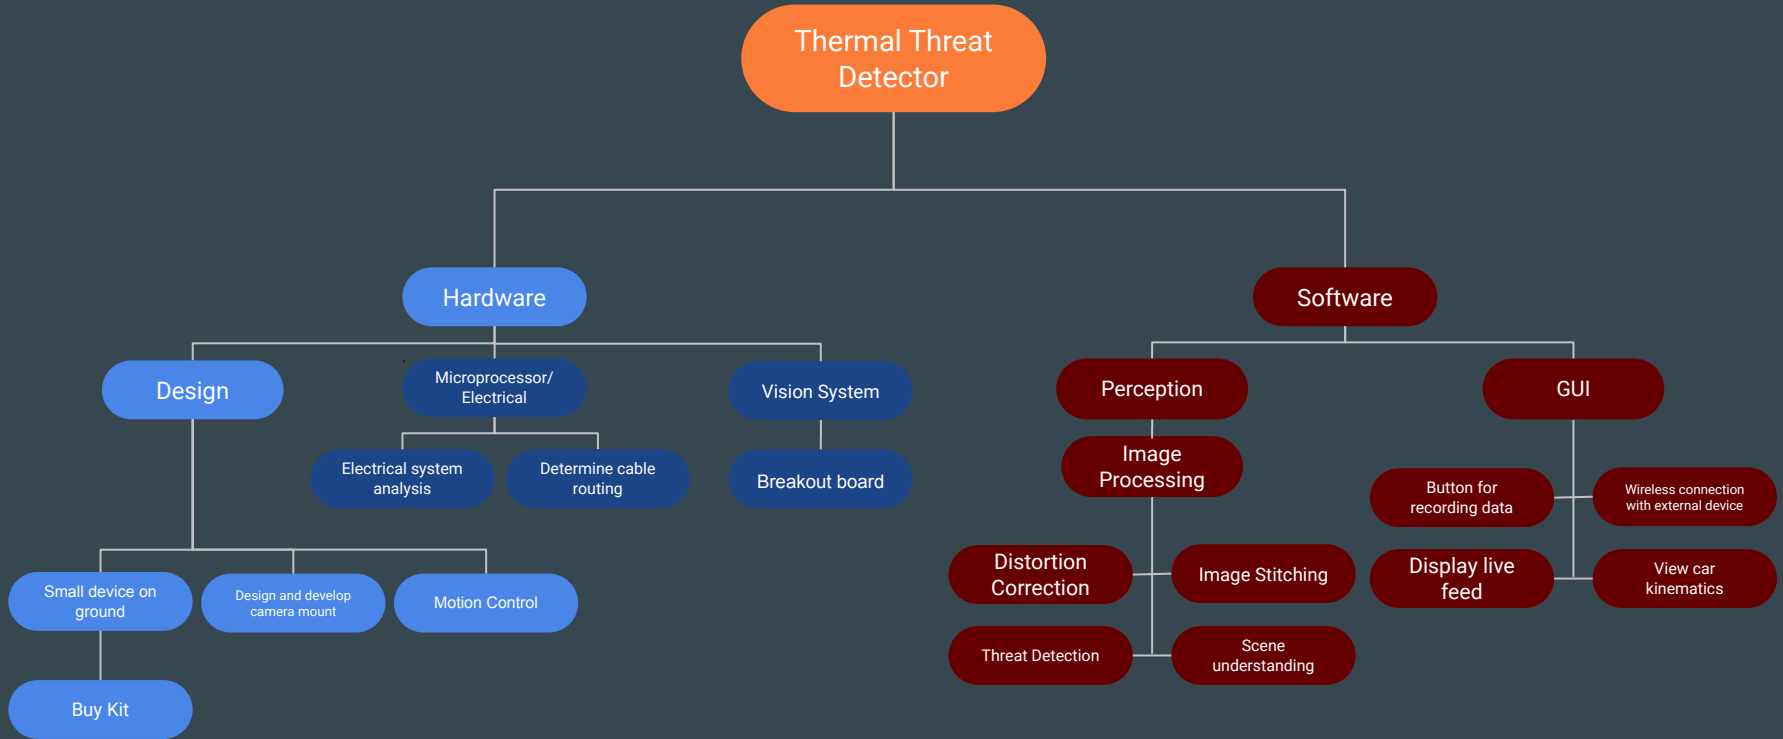 Thermal Threat
Detector
Hardware
Software
Design
Microprocessor/
Electrical
Vision System
Perception
GUI
Electrical system
analysis
Determine cable
routing
Breakout board
Image
Processing
Button for
recording data
Wireless connection
with external device
Distortion
Correction
Image Stitching
Display live
feed
View car
kinematics
Small device on
ground
Design and develop
camera mount
Motion Control
Threat Detection
Scene
understanding
Buy Kit